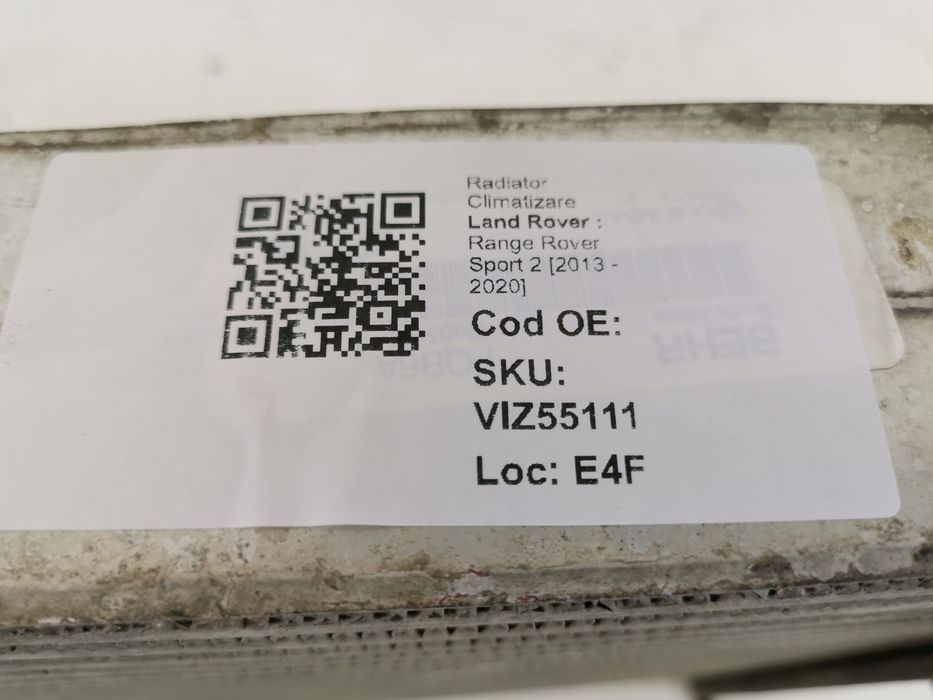 Radiator
Climatizare
Land Rover :
Range Rover
Sport 2 [2013 -
2020]
Cod OE:
SKU:
VIZ55111
Loc: E4F